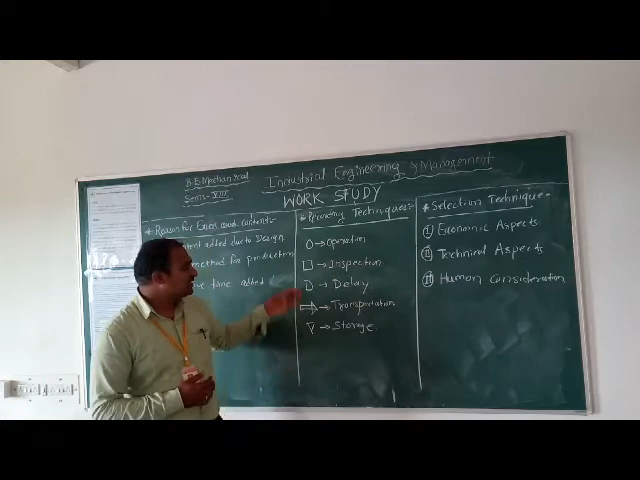 B.E Mechanical
Sem:- VIII
Industrial Engineering & Management
WORK STUDY
* Reason for Excess work content:-
added due to Design
method for production
time added
* Recording Techniques:-
O → Operation
□ → Inspection
D → Delay
⇒ → Transportation
∇ → Storage
* Selection Technique:-
Ⓘ Economic Aspects
Ⓘⓘ Technical Aspects
Ⓘⓘⓘ Human Consideration